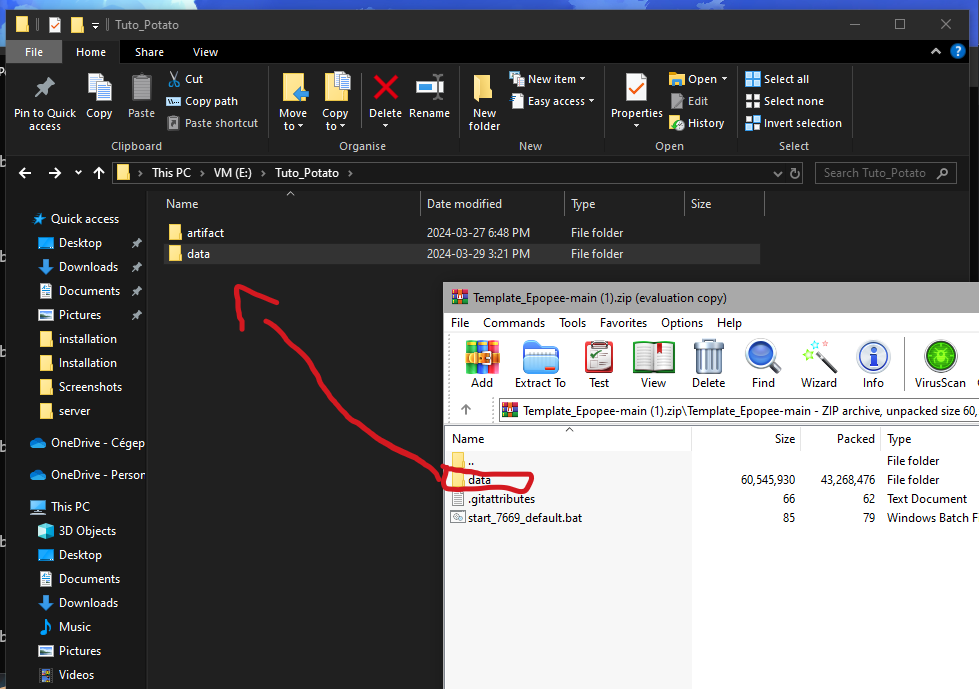 Tuto_Potato
File Home Share View
Pin to Quick access
Copy
Paste
Cut
Copy path
Paste shortcut
Move to
Copy to
Delete
Rename
New folder
New item
Easy access
Properties
Open
Edit
History
Select all
Select none
Invert selection
Clipboard Organise New Open Select
This PC > VM (E:) > Tuto_Potato >
Search Tuto_Potato
Name Date modified Type Size
artifact 2024-03-27 6:48 PM File folder
data 2024-03-29 3:21 PM File folder
Quick access
Desktop
Downloads
Documents
Pictures
installation
Installation
Screenshots
server
OneDrive - Cégep
OneDrive - Person
This PC
3D Objects
Desktop
Documents
Downloads
Music
Pictures
Videos
Template_Epopee-main (1).zip (evaluation copy)
File Commands Tools Favorites Options Help
Add Extract To Test View Delete Find Wizard Info VirusScan
Template_Epopee-main (1).zip\Template_Epopee-main - ZIP archive, unpacked size 60,
Name Size Packed Type
.. File folder
data 60,545,930 43,268,476 File folder
.gitattributes 66 62 Text Document
start_7669_default.bat 85 79 Windows Batch F